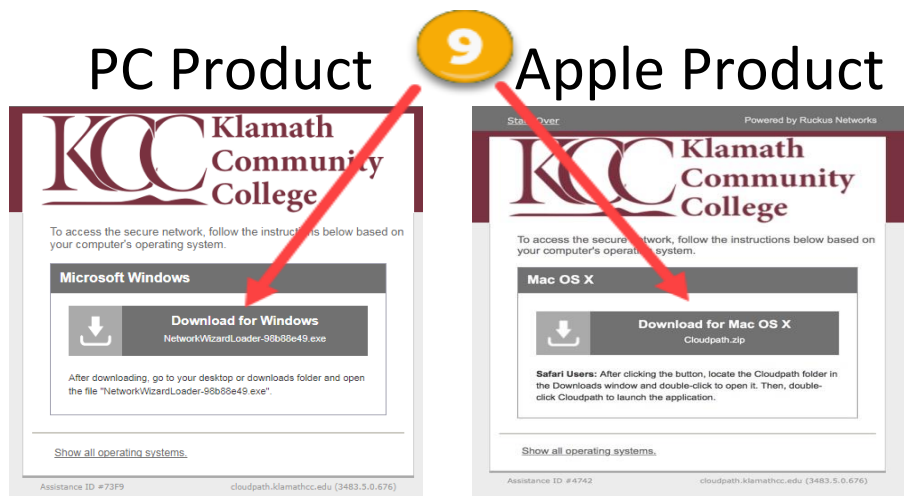 PC Product
9
Apple Product
KCC Klamath
Community
College
To access the secure network, follow the instructions below based on
your computer's operating system.
Microsoft Windows
Download for Windows
NetworkWizardLoader-98b88e49.exe
After downloading, go to your desktop or downloads folder and open
the file "NetworkWizardLoader-98b88e49.exe".
Show all operating systems.
Assistance ID #73F9
cloudpath.klamathcc.edu (3483.5.0.676)
Start Over
Powered by Ruckus Networks
KCC Klamath
Community
College
To access the secure network, follow the instructions below based on
your computer's operating system.
Mac OS X
Download for Mac OS X
Cloudpath.zip
Safari Users: After clicking the button, locate the Cloudpath folder in
the Downloads window and double-click to open it. Then, double-
click Cloudpath to launch the application.
Show all operating systems.
Assistance ID #4742
cloudpath.klamathcc.edu (3483.5.0.676)